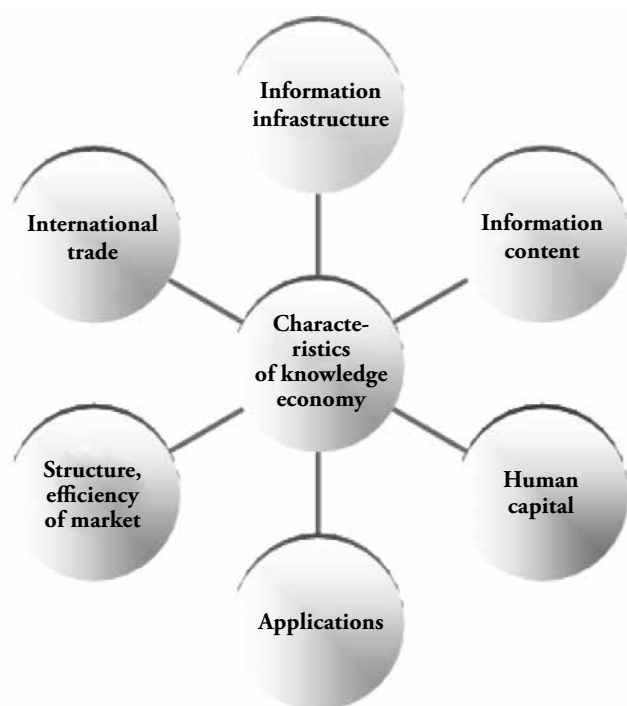 Information
infrastructure
International
trade
Information
content
Characte-
ristics
of knowledge
economy
Structure,
efficiency
of market
Human
capital
Applications